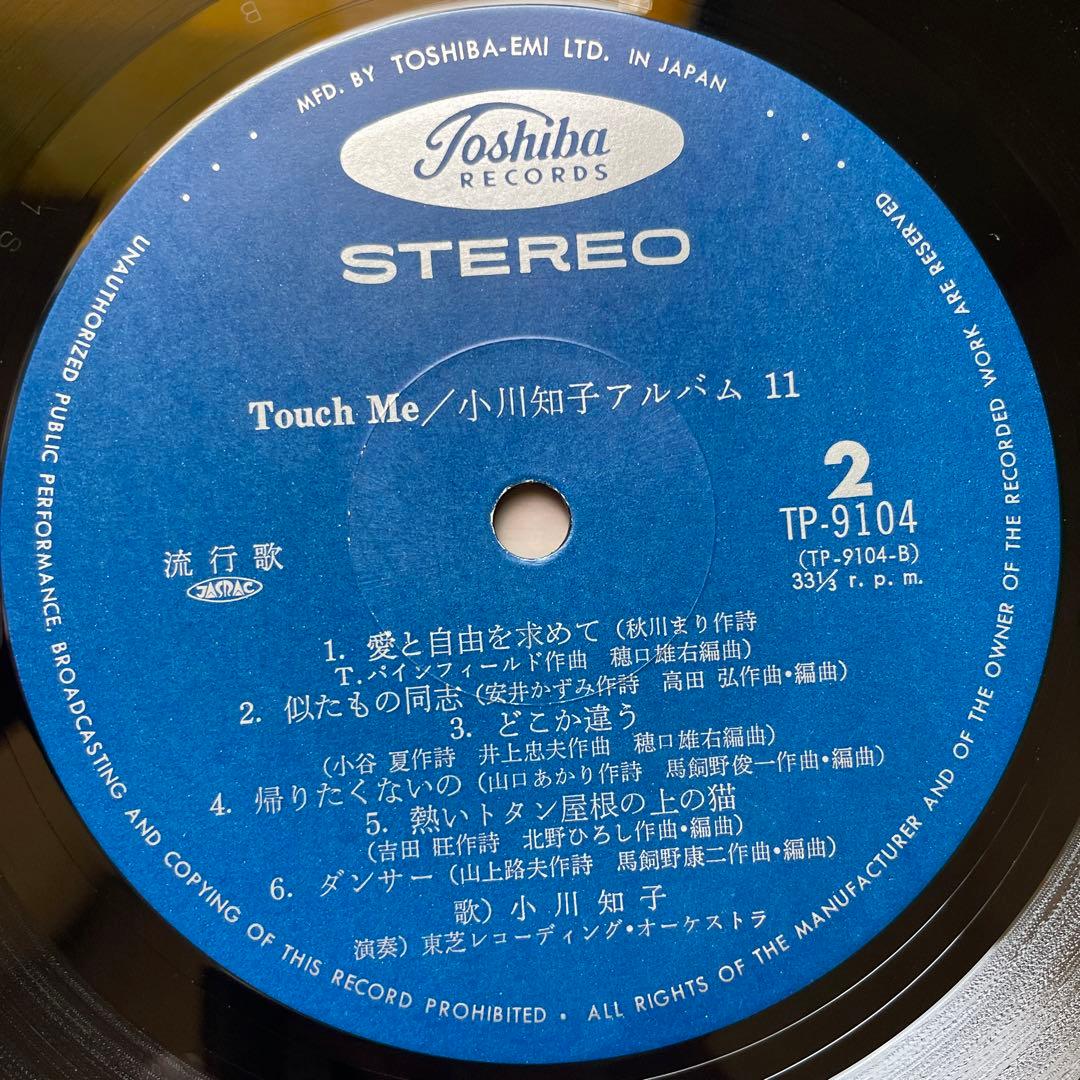 MFD. BY TOSHIBA-EMI LTD. IN JAPAN
Toshiba
RECORDS
STEREO
Touch Me／小川知子アルバム 11
2
TP-9104
(TP-9104-B)
33⅓ r. p. m.
流行歌
JASRAC
1. 愛と自由を求めて (秋川まり作詩
T.パインフィールド作曲 穂口雄右編曲)
2. 似たもの同志 (安井かずみ作詩 高田 弘作曲・編曲)
3. どこか違う
(小谷 夏作詩 井上忠夫作曲 穂口雄右編曲)
4. 帰りたくないの (山口あかり作詩 馬飼野俊一作曲・編曲)
5. 熱いトタン屋根の上の猫
(吉田 旺作詩 北野ひろし作曲・編曲)
6. ダンサー (山上路夫作詩 馬飼野康二作曲・編曲)
歌) 小川知子
演奏) 東芝レコーディング・オーケストラ
UNAUTHORIZED PUBLIC PERFORMANCE, BROADCASTING AND COPYING OF THIS RECORD PROHIBITED • ALL RIGHTS OF THE MANUFACTURER AND OF THE OWNER OF THE RECORDED WORK ARE RESERVED